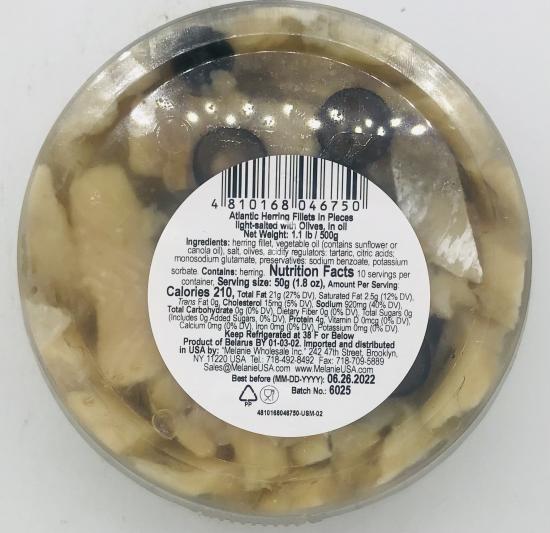 4 810168 046750
Atlantic Herring Fillets in Pieces
light-salted with Olives, in oil
Net Weight: 1.1 lb / 500g
Ingredients: herring fillet, vegetable oil (contains sunflower or
canola oil), salt, olives, acidify regulators: tartaric, citric acids;
monosodium glutamate, preservatives: sodium benzoate, potassium
sorbate. Contains: herring. Nutrition Facts 10 servings per
container, Serving size: 50g (1.8 oz), Amount Per Serving:
Calories 210, Total Fat 21g (27% DV), Saturated Fat 2.5g (12% DV),
Trans Fat 0g, Cholesterol 15mg (5% DV), Sodium 920mg (40% DV),
Total Carbohydrate 0g (0% DV), Dietary Fiber 0g (0% DV), Total Sugars 0g
(Includes 0g Added Sugars, 0% DV), Protein 4g, Vitamin D 0mcg (0% DV),
Calcium 0mg (0% DV), Iron 0mg (0% DV), Potassium 0mg (0% DV)
Keep Refrigerated at 38˚F or Below
Product of Belarus BY 01-03-02. Imported and distributed
in USA by: "Melanie Wholesale Inc." 242 47th Street, Brooklyn,
NY 11220 USA Tel.: 718-492-8492 Fax: 718-709-5889
Sales@MelanieUSA.com www.MelanieUSA.com
Best before (MM-DD-YYYY): 06.26.2022
Batch No.: 6025
PP
4810168046750-USM-02